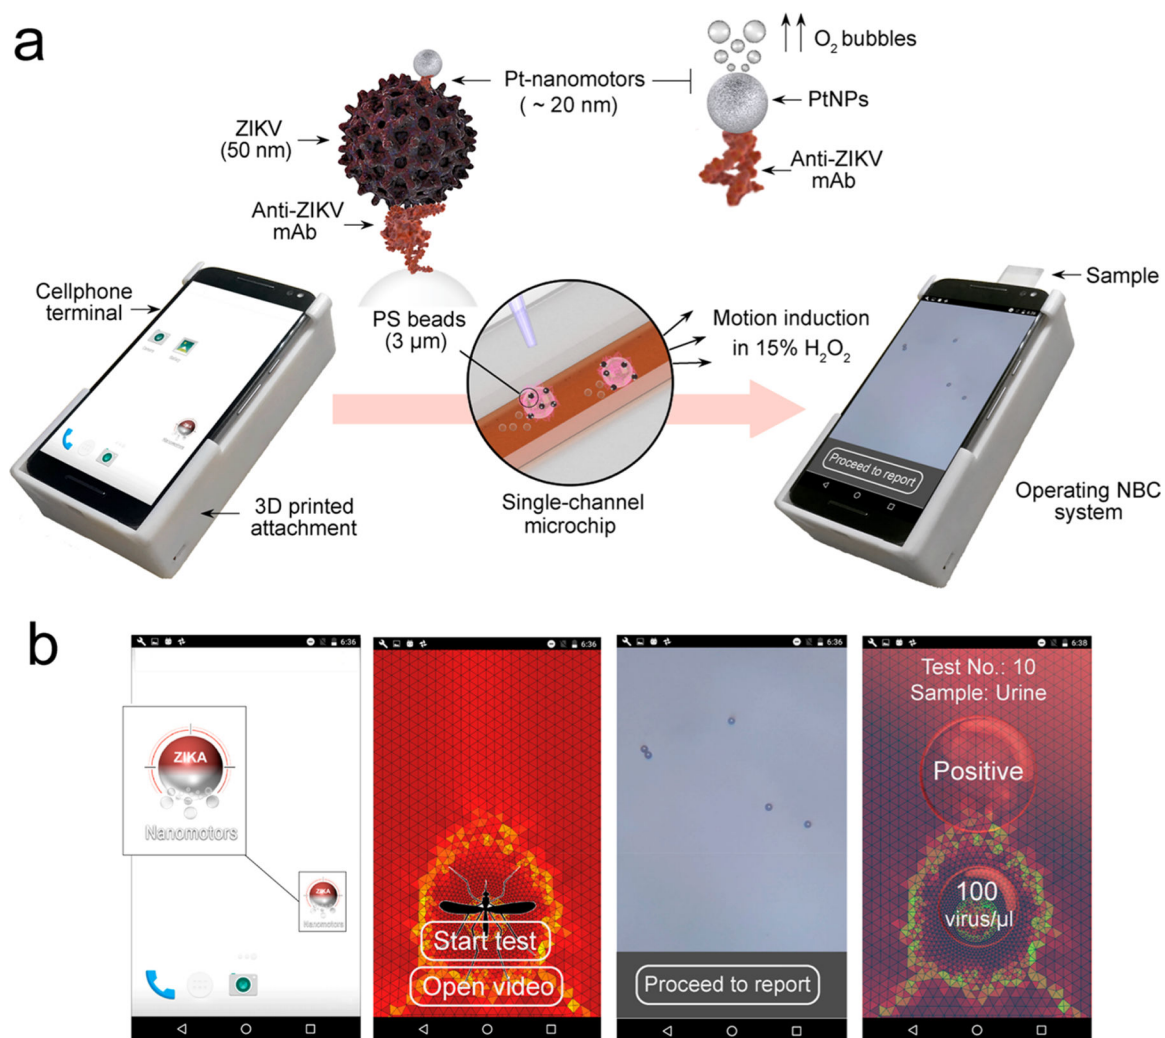 a
O₂ bubbles
Pt-nanomotors
(~ 20 nm)
PtNPs
ZIKV
(50 nm)
Anti-ZIKV
mAb
Anti-ZIKV
mAb
Cellphone
terminal
PS beads
(3 µm)
Motion induction
in 15% H₂O₂
Sample
Proceed to report
3D printed
attachment
Single-channel
microchip
Operating NBC
system
b
6:36
ZIKA
Nanomotors
ZIKA
Nanomotors
6:36
Start test
Open video
6:36
Proceed to report
6:38
Test No.: 10
Sample: Urine
Positive
100
virus/µl